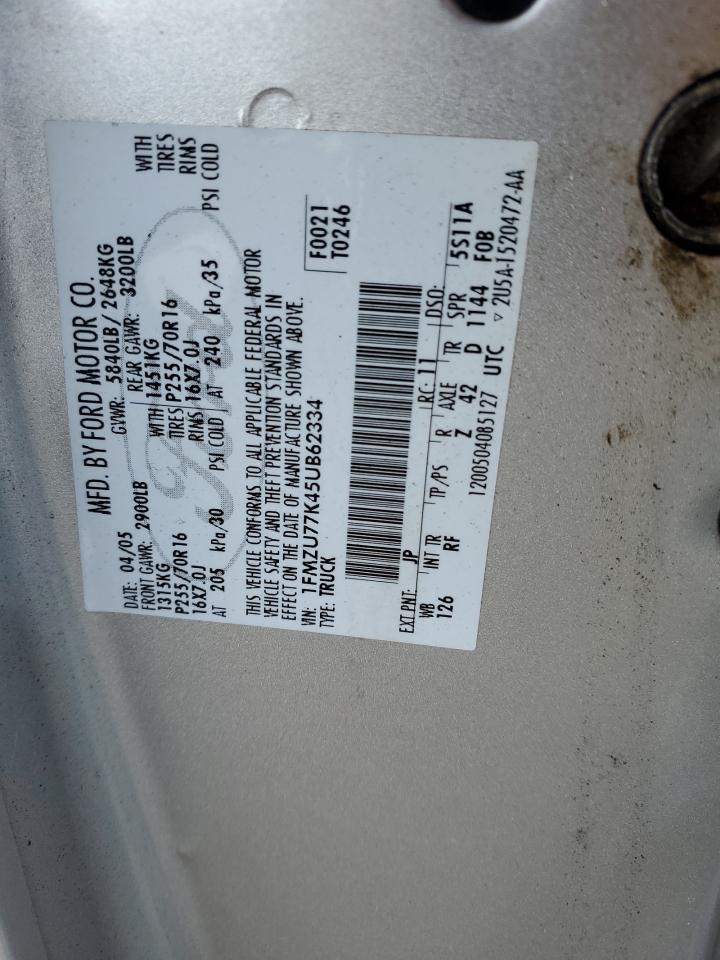 MFD. BY FORD MOTOR CO.
DATE: 04/05 GVWR: 5840LB / 2648KG
FRONT GAWR: 2900LB REAR GAWR: 3200LB
1315KG WITH 1451KG WITH
P255/70R16 TIRES P255/70R16 TIRES
16X7.0J RIMS 16X7.0J RIMS
AT 205 kPa/30 PSI COLD AT 240 kPa/35 PSI COLD
Ford
THIS VEHICLE CONFORMS TO ALL APPLICABLE FEDERAL MOTOR
VEHICLE SAFETY AND THEFT PREVENTION STANDARDS IN
EFFECT ON THE DATE OF MANUFACTURE SHOWN ABOVE.
VIN: 1FMZU77K45UB62334 F0021
TYPE: TRUCK T0246
EXT PNT: JP RC: 11 DSO:
WB INT TR TP/PS R AXLE TR SPR 5S11A
126 RF Z 42 D 1144 F0B
1200504085127 UTC ▽ 2U5A-1520472-AA